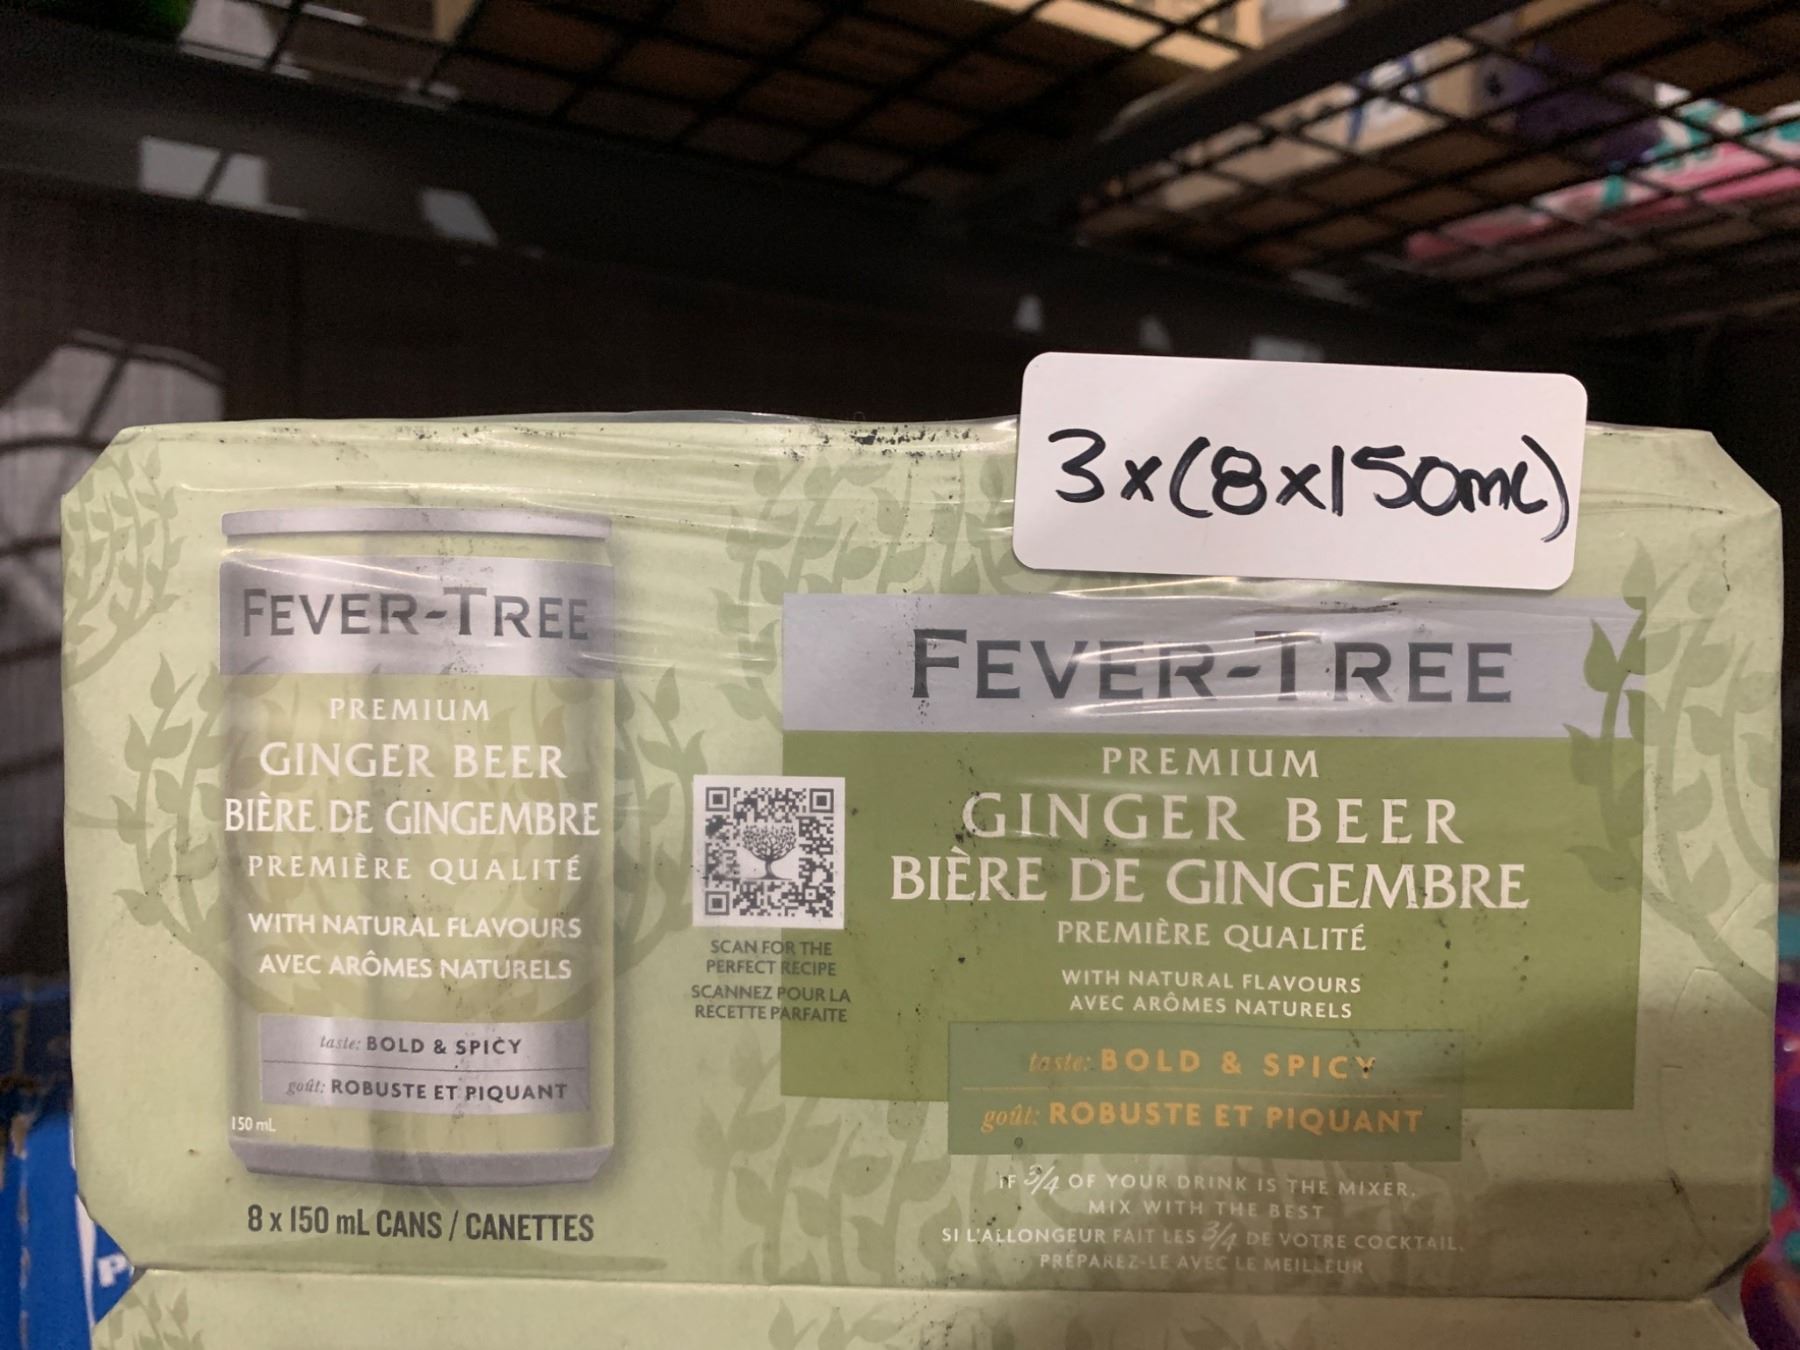 3x(8x150ml)
FEVER-TREE
PREMIUM
GINGER BEER
BIÈRE DE GINGEMBRE
PREMIÈRE QUALITÉ
WITH NATURAL FLAVOURS
AVEC ARÔMES NATURELS
taste: BOLD & SPICY
goût: ROBUSTE ET PIQUANT
150 mL
8 x 150 mL CANS / CANETTES
SCAN FOR THE
PERFECT RECIPE
SCANNEZ POUR LA
RECETTE PARFAITE
FEVER-TREE
PREMIUM
GINGER BEER
BIÈRE DE GINGEMBRE
PREMIÈRE QUALITÉ
WITH NATURAL FLAVOURS
AVEC ARÔMES NATURELS
taste: BOLD & SPICY
goût: ROBUSTE ET PIQUANT
IF 3/4 OF YOUR DRINK IS THE MIXER,
MIX WITH THE BEST
SI L'ALLONGEUR FAIT LES 3/4 DE VOTRE COCKTAIL,
PRÉPAREZ-LE AVEC LE MEILLEUR